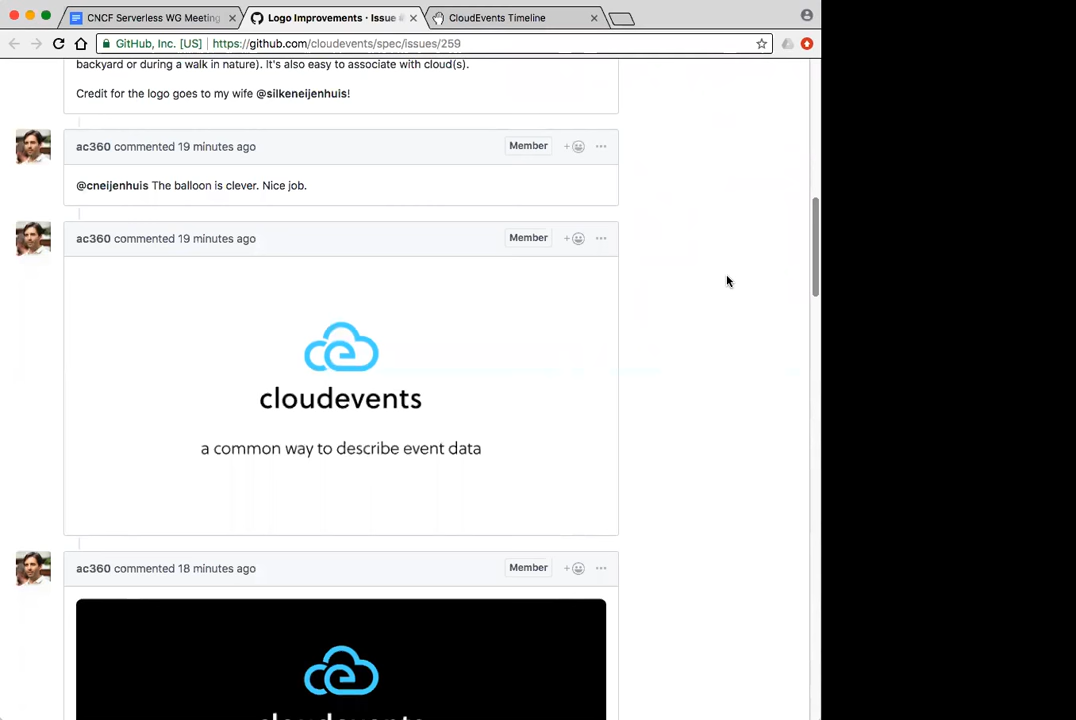 CNCF Serverless WG Meeting
Logo Improvements · Issue
CloudEvents Timeline
GitHub, Inc. [US]
https://github.com/cloudevents/spec/issues/259
backyard or during a walk in nature). It's also easy to associate with cloud(s).
Credit for the logo goes to my wife @silkeneijenhuis!
ac360 commented 19 minutes ago
Member
@cneijenhuis The balloon is clever. Nice job.
ac360 commented 19 minutes ago
Member
cloudevents
a common way to describe event data
ac360 commented 18 minutes ago
Member
cloudevents